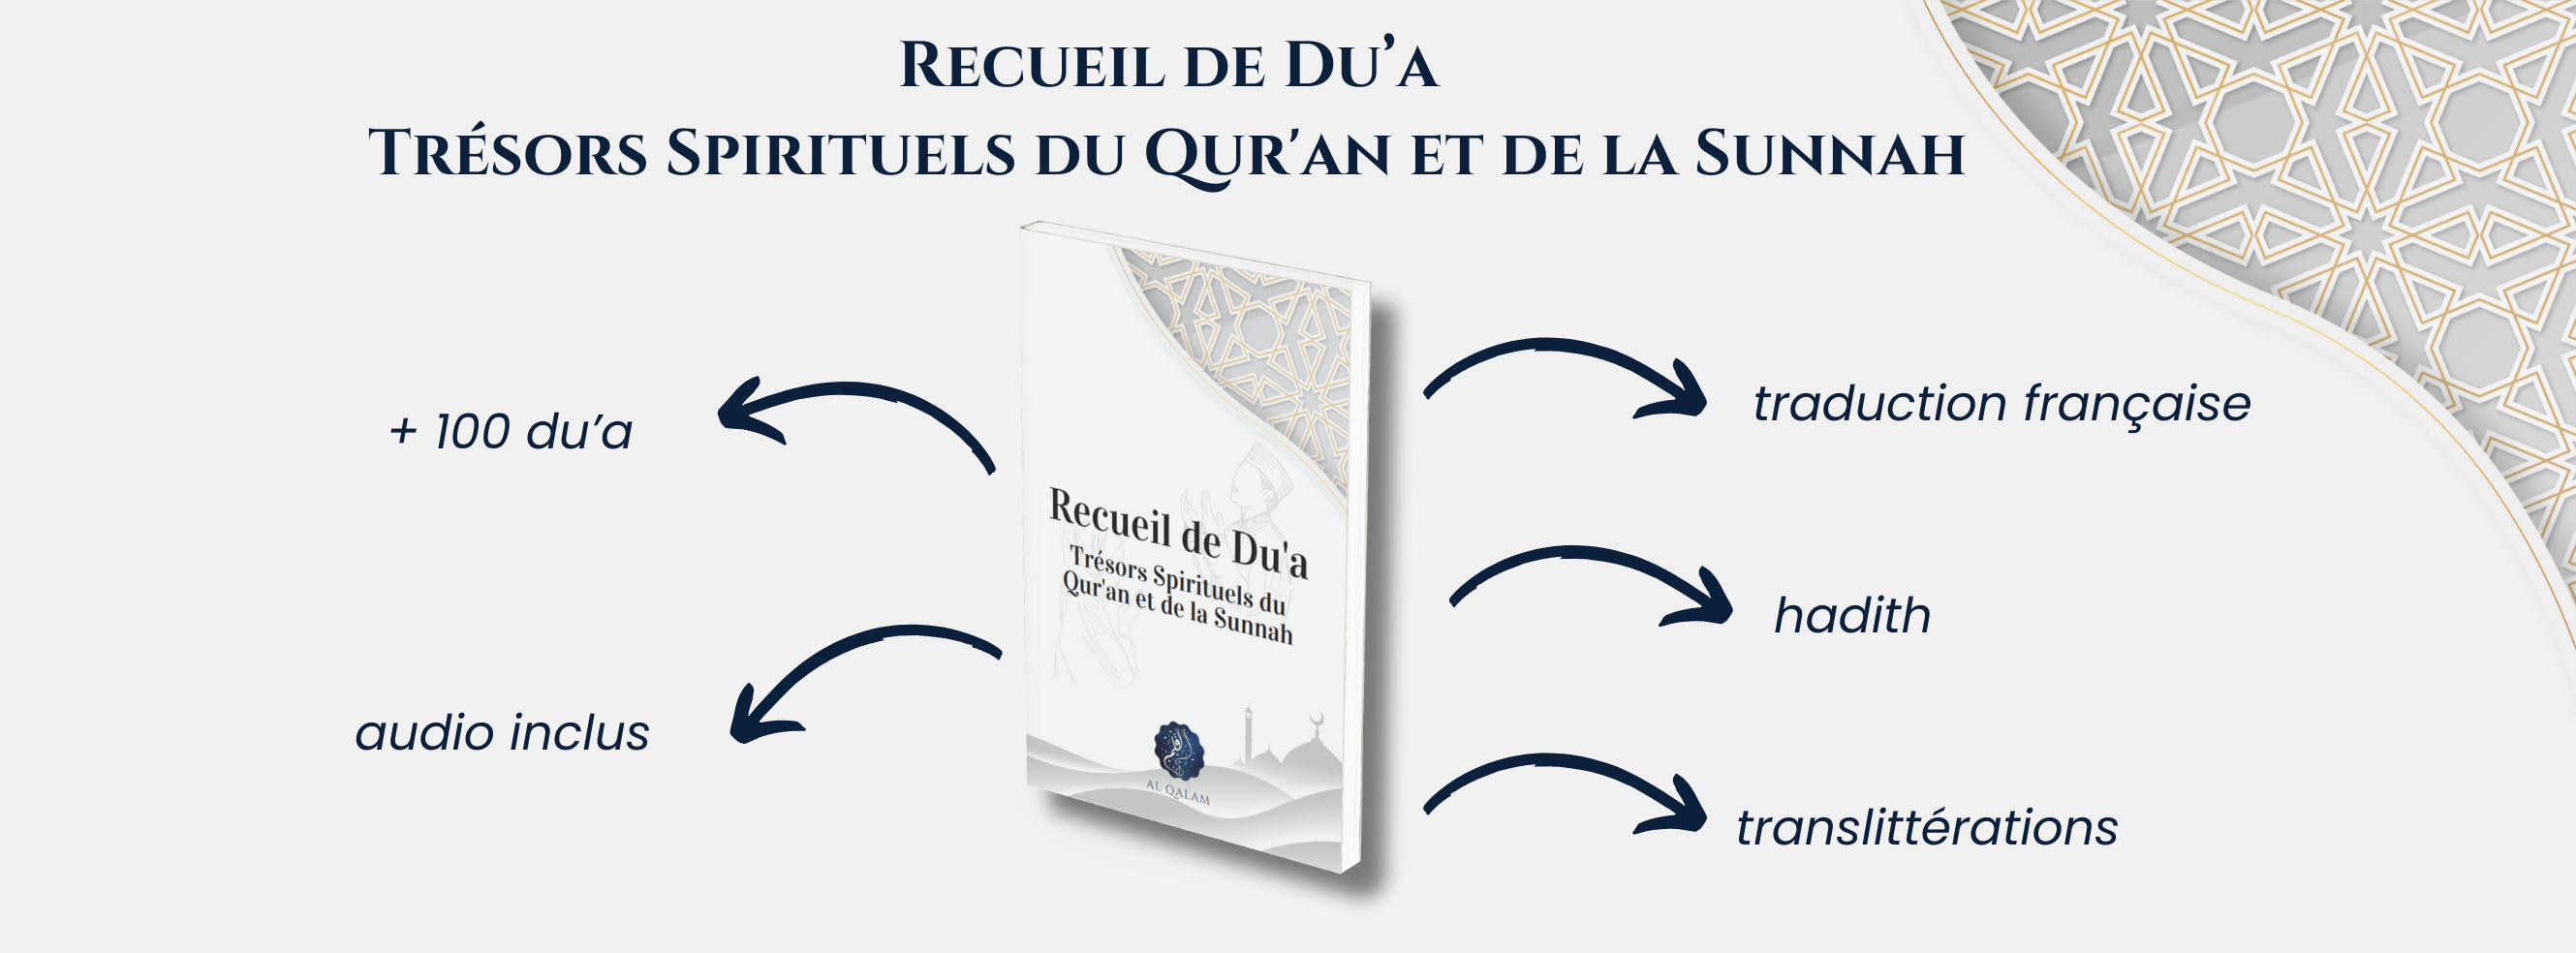 Recueil de Du’a
Trésors Spirituels du Qur’an et de la Sunnah
+ 100 du’a
audio inclus
Recueil de Du'a
Trésors Spirituels du
Qur'an et de la Sunnah
AL QALAM
traduction française
hadith
translittérations